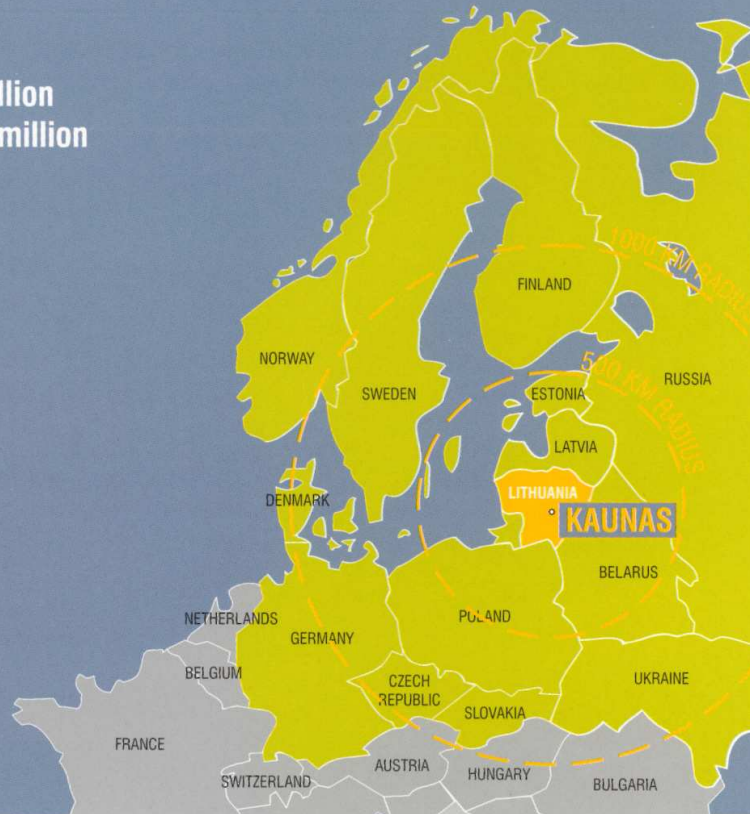 llion
million
1000 KM RADIUS
FINLAND
500 KM RADIUS
NORWAY
RUSSIA
SWEDEN
ESTONIA
LATVIA
LITHUANIA
DENMARK
KAUNAS
BELARUS
NETHERLANDS
POLAND
GERMANY
BELGIUM
CZECH
REPUBLIC
UKRAINE
SLOVAKIA
FRANCE
AUSTRIA
HUNGARY
SWITZERLAND
BULGARIA